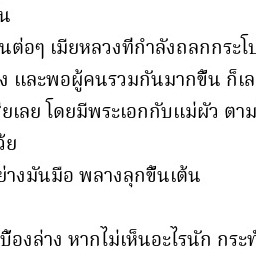 น
นต่อๆ เมียหลวงที่กำลังถลกกระโป
ง และพอผู้คนรวมกันมากขึ้น ก็เล
ียเลย โดยมีพระเอกกับแม่ผัว ตาม
วัย
ย่างมันมือ พลางลุกขึ้นเต้น
บื้องล่าง หากไม่เห็นอะไรนัก กระทั